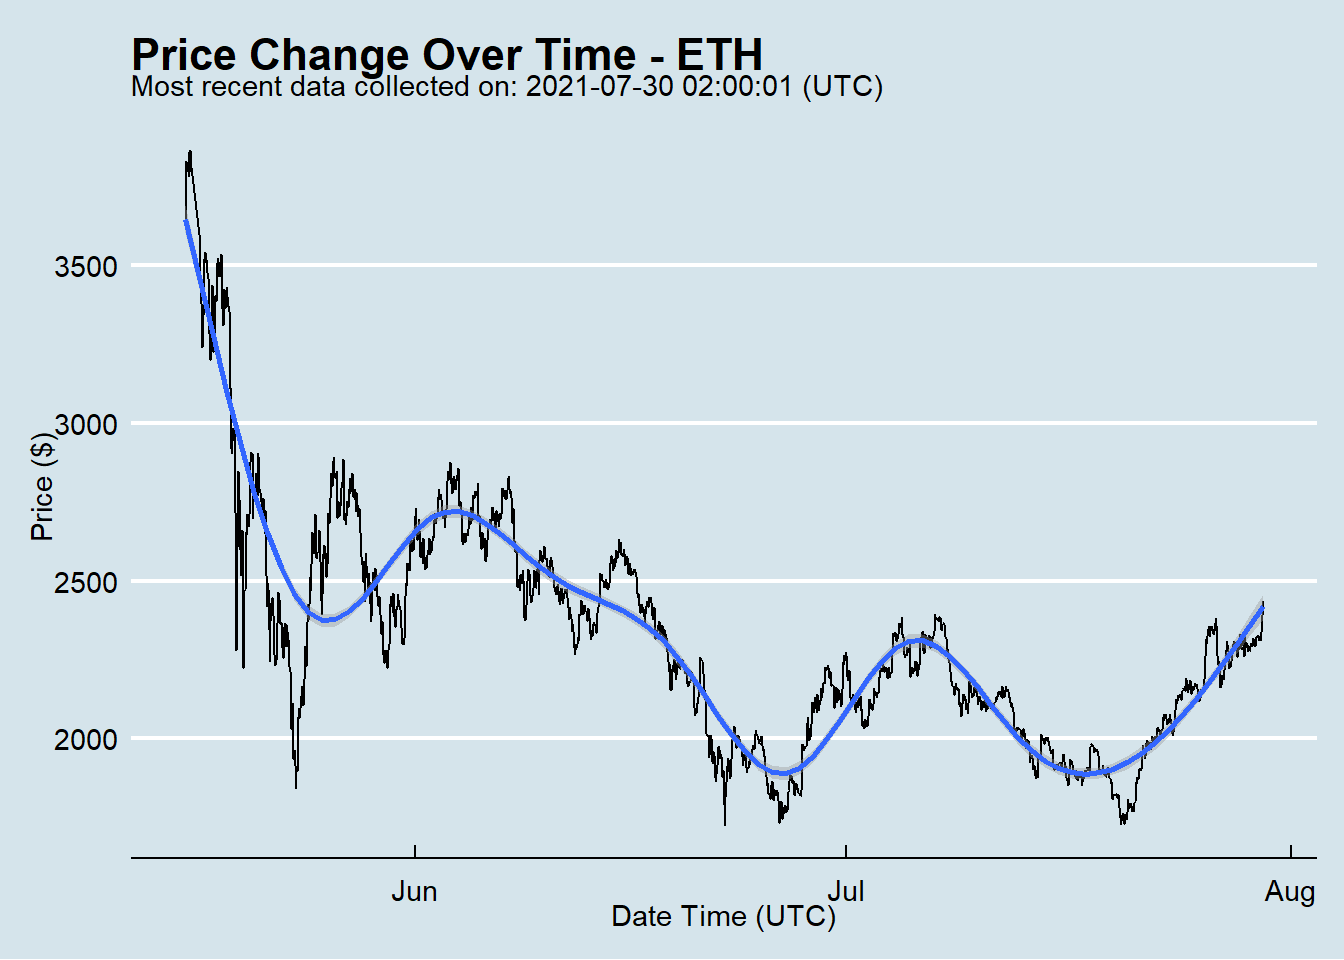 Price Change Over Time - ETH
Most recent data collected on: 2021-07-30 02:00:01 (UTC)
3500
3000
2500
2000
Price ($)
Jun
Jul
Aug
Date Time (UTC)